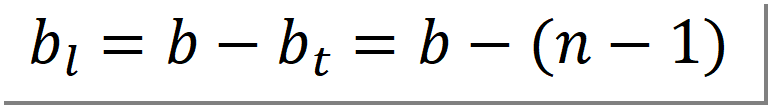 b_l = b − b_t = b − (n − 1)